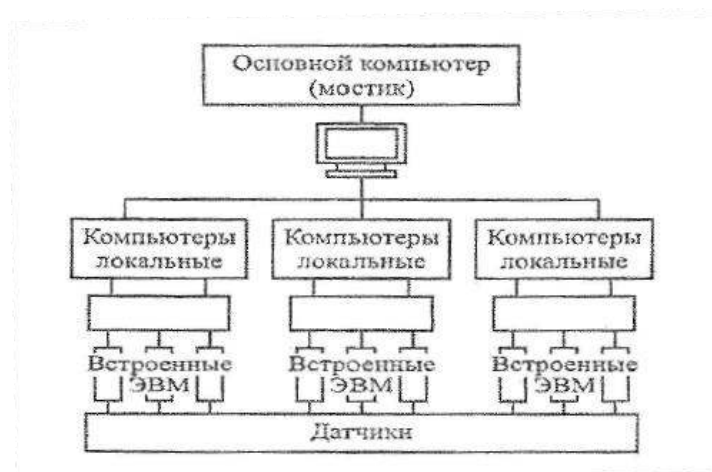 Основной компьютер
(мостик)
Компьютеры
локальные
Компьютеры
локальные
Компьютеры
локальные
Встроенные
ЭВМ
Встроенные
ЭВМ
Встроенные
ЭВМ
Датчики